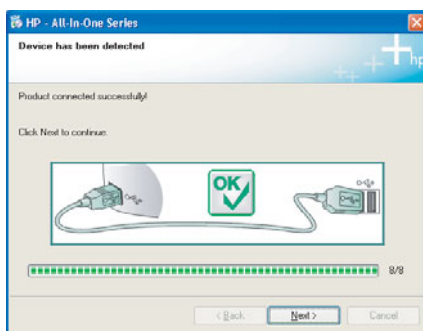 HP - All-In-One Series
Device has been detected
hp
Product connected successfully!
Click Next to continue.
OK
8/8
< Back
Next >
Cancel